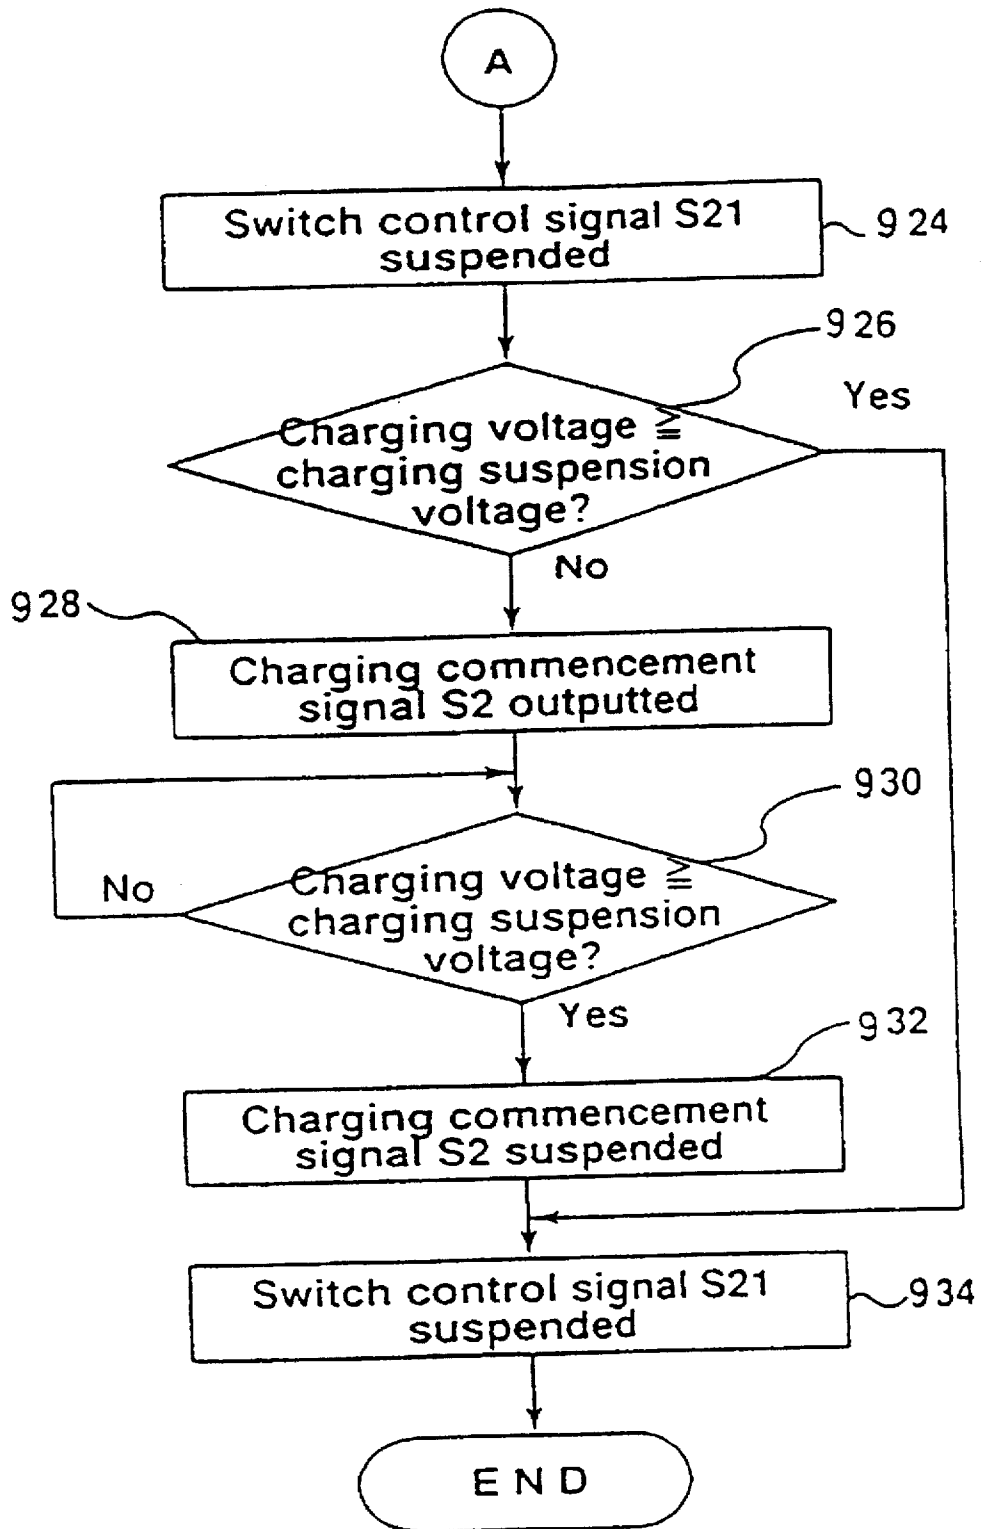 A
Switch control signal S21
suspended
924
926
Yes
Charging voltage ≧
charging suspension
voltage?
No
928
Charging commencement
signal S2 outputted
930
No
Charging voltage ≧
charging suspension
voltage?
Yes
932
Charging commencement
signal S2 suspended
Switch control signal S21
suspended
934
END